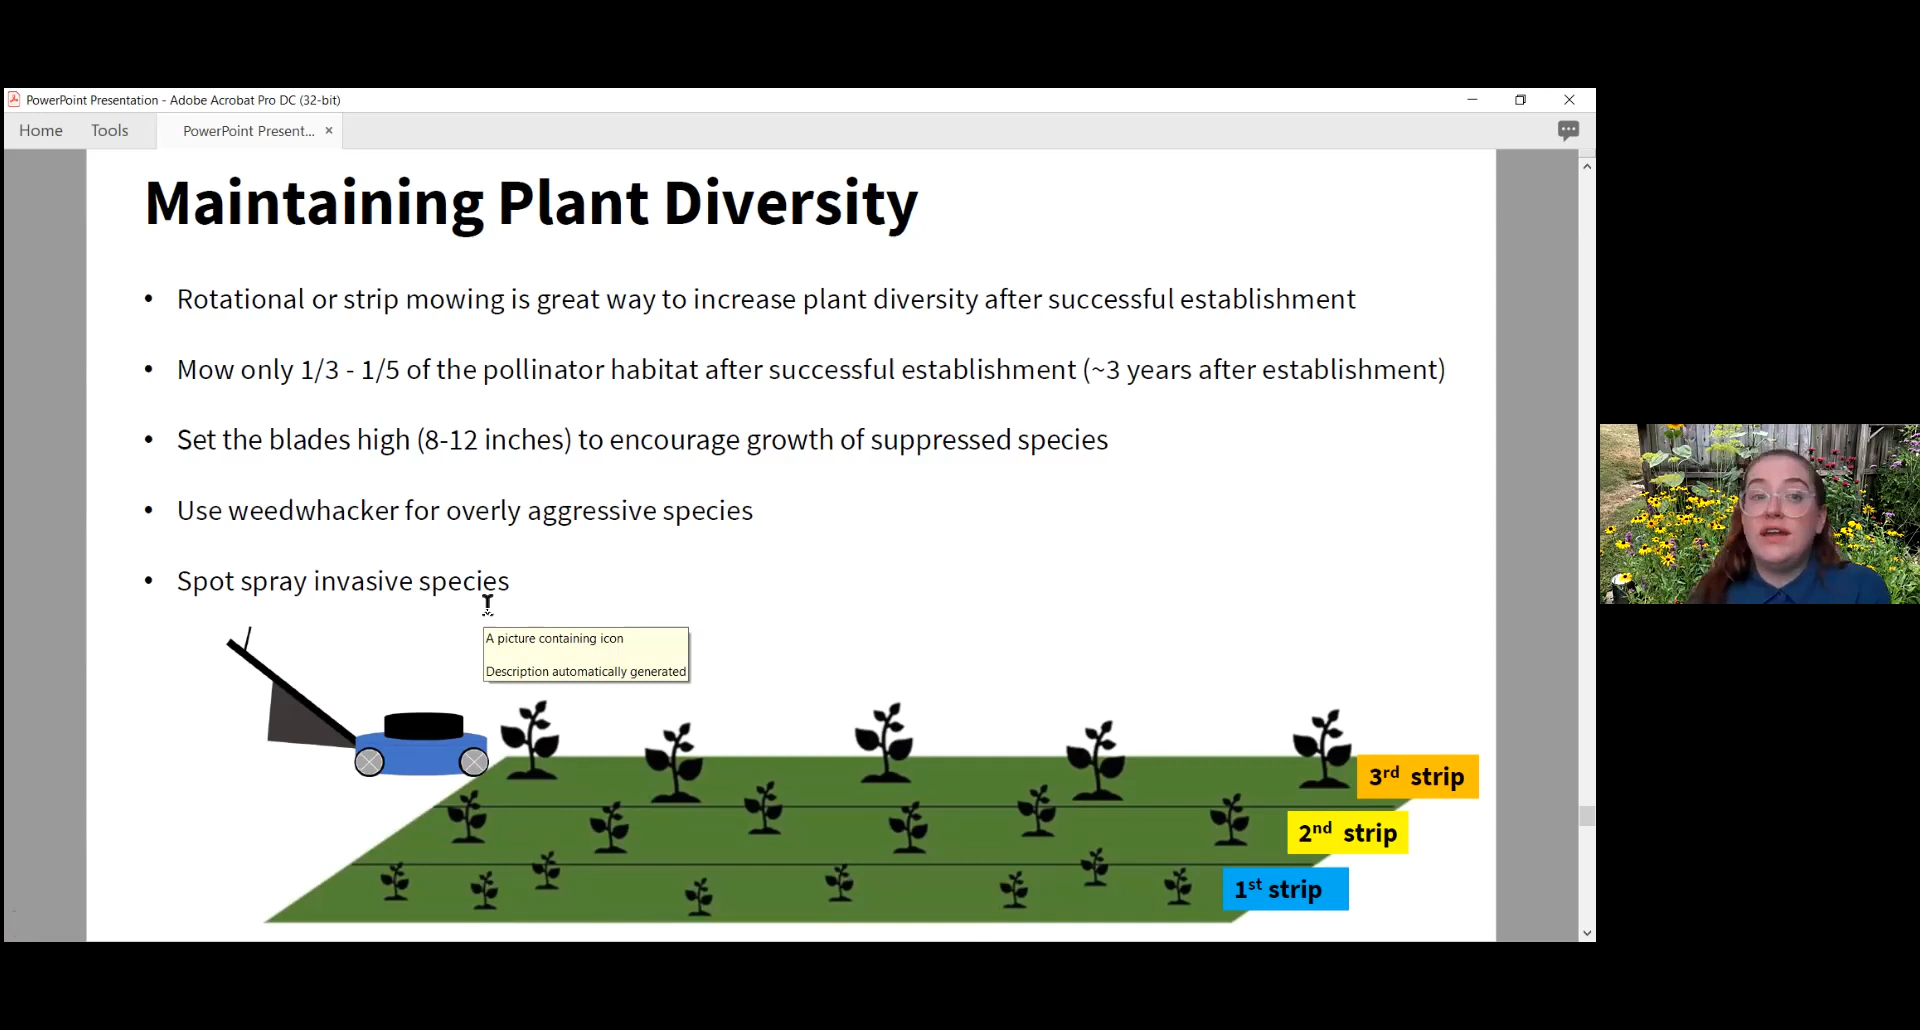 PowerPoint Presentation - Adobe Acrobat Pro DC (32-bit)
Home Tools PowerPoint Present... ×
Maintaining Plant Diversity
• Rotational or strip mowing is great way to increase plant diversity after successful establishment
• Mow only 1/3 - 1/5 of the pollinator habitat after successful establishment (~3 years after establishment)
• Set the blades high (8-12 inches) to encourage growth of suppressed species
• Use weedwhacker for overly aggressive species
• Spot spray invasive species
A picture containing icon
Description automatically generated
3rd strip
2nd strip
1st strip